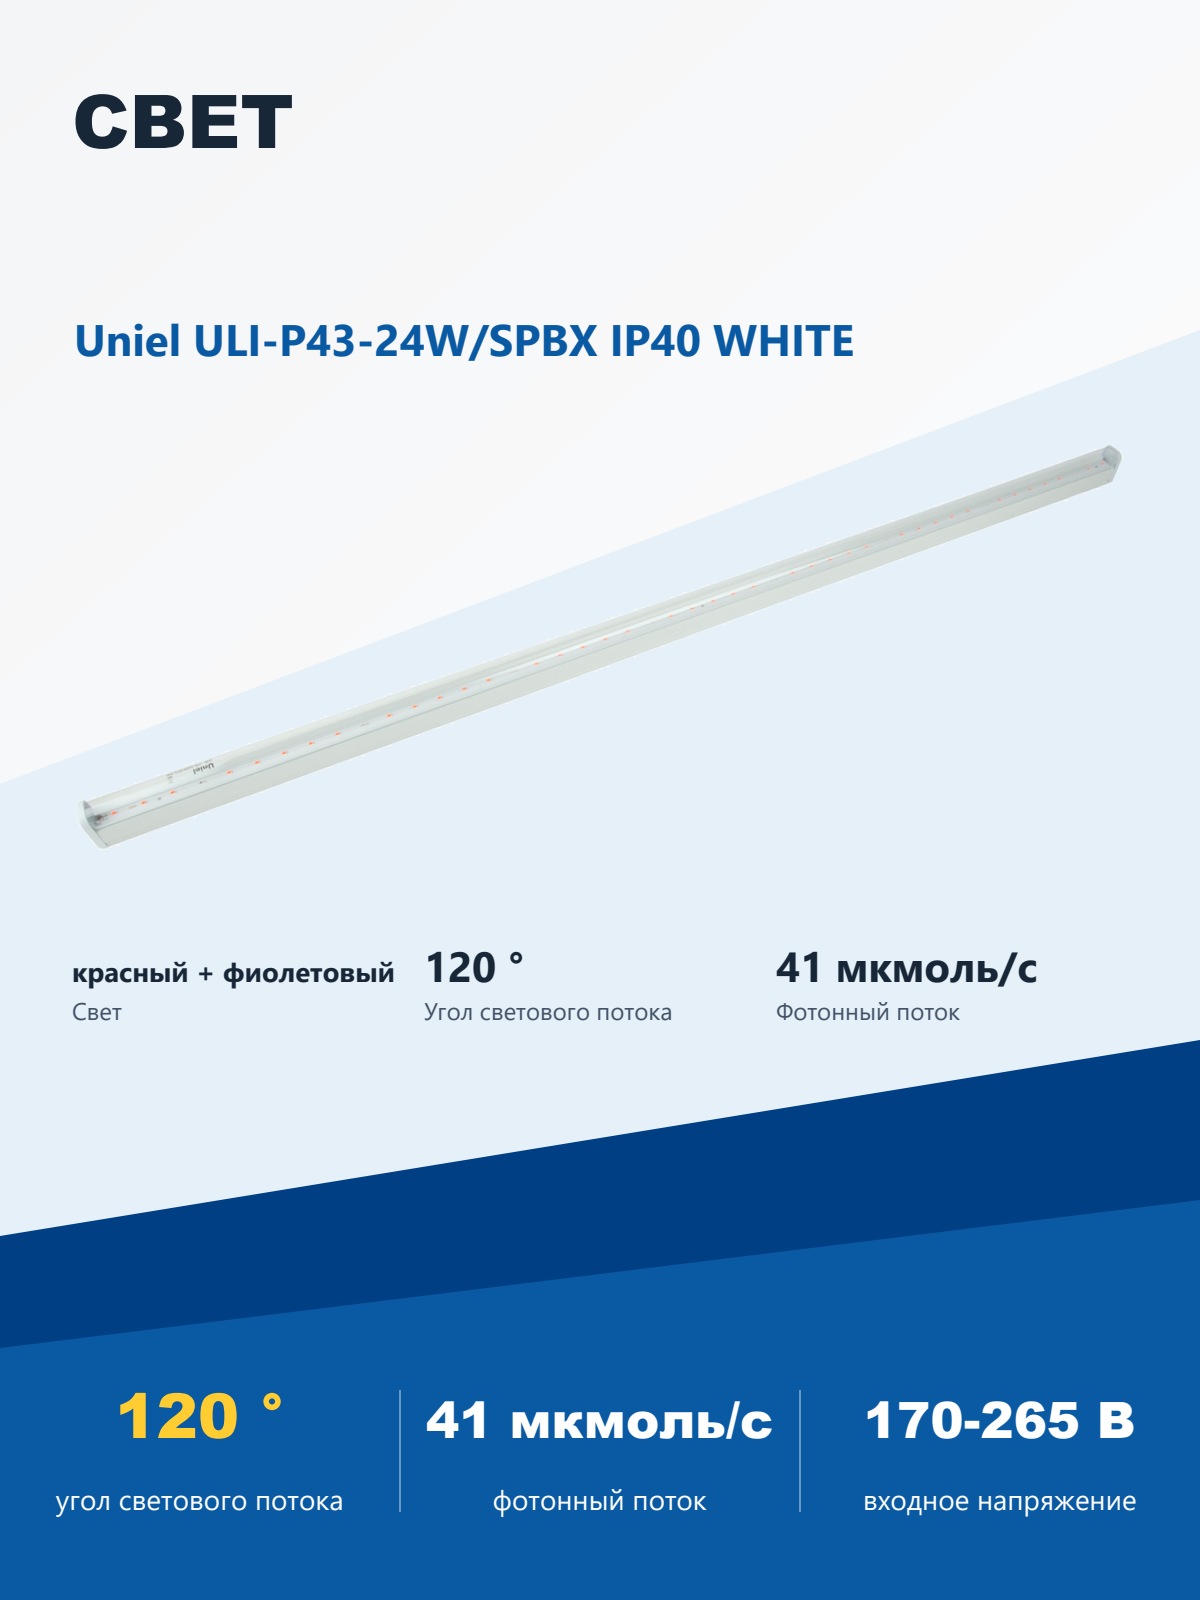 СВЕТ
Uniel ULI-P43-24W/SPBX IP40 WHITE
Uniel
красный + фиолетовый
Свет
120 °
Угол светового потока
41 мкмоль/с
Фотонный поток
120 °
угол светового потока
41 мкмоль/с
фотонный поток
170-265 В
входное напряжение